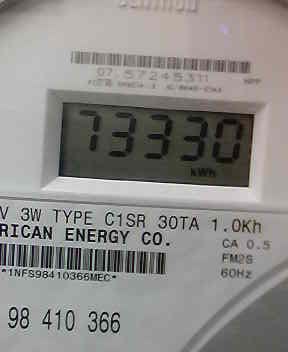 07.57245311
73330
kWh
V 3W TYPE C1SR 30TA 1.0Kh
RICAN ENERGY CO.
CA 0.5
FM2S
60Hz
*1NFS98410366MEC*
98 410 366